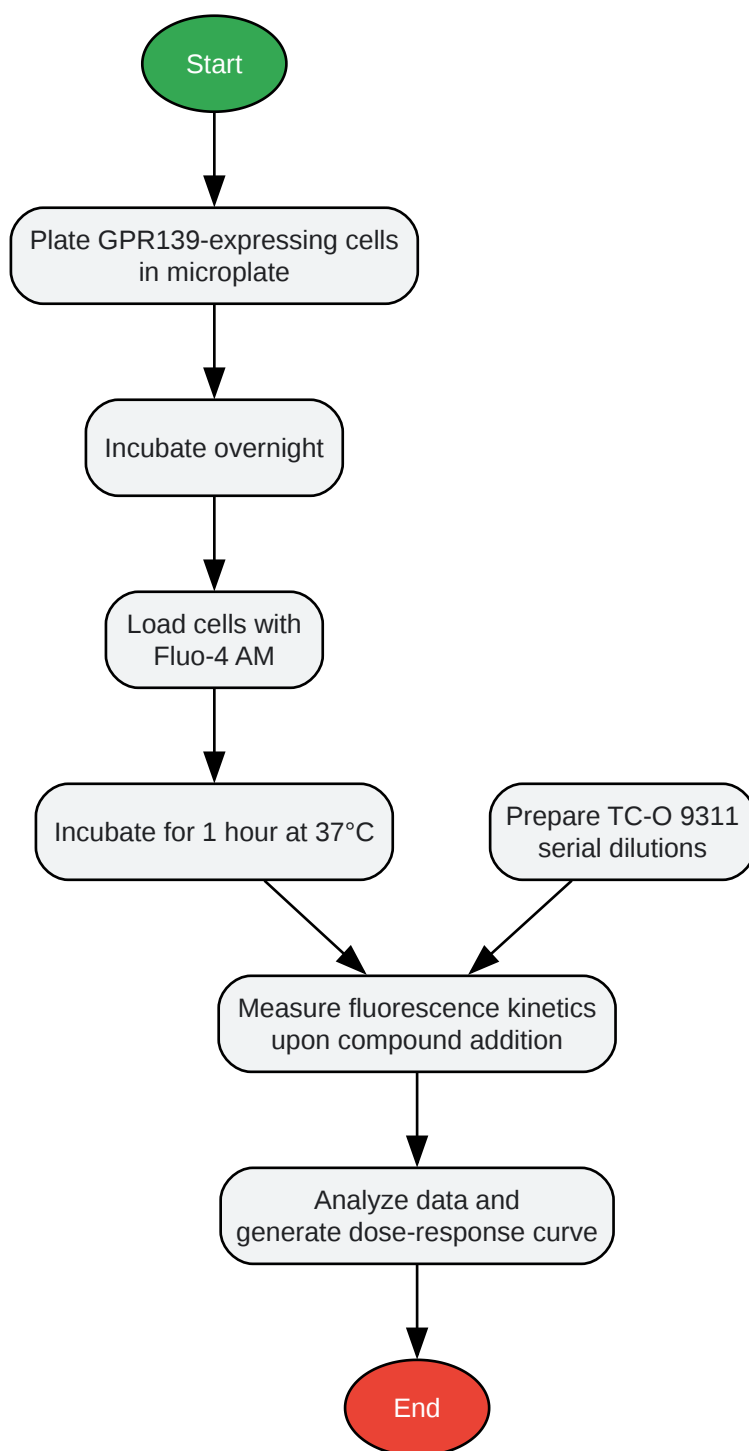 Start
Plate GPR139-expressing cells
in microplate
Incubate overnight
Load cells with
Fluo-4 AM
Incubate for 1 hour at 37°C
Prepare TC-O 9311
serial dilutions
Measure fluorescence kinetics
upon compound addition
Analyze data and
generate dose-response curve
End